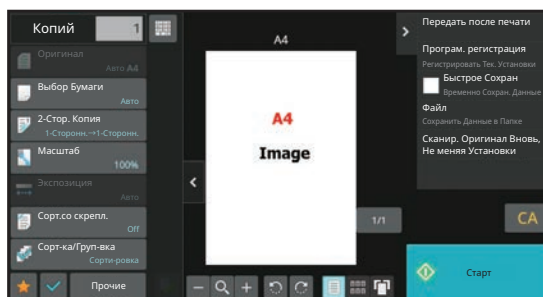 Копий 1
Оригинал
Авто A4
Выбор Бумаги
Авто
2-Стор. Копия
1-Сторонн.→1-Сторонн.
Масштаб
100%
Экспозиция
Авто
Сорт.со скрепл.
Off
Сорт-ка/Груп-вка
Сорти-ровка
Прочие
A4
A4
Image
1/1
Передать после печати
Програм. регистрация
Регистрировать Тек. Установки
Быстрое Сохран
Временно Сохран. Данные
Файл
Сохранить Данные в Папке
Сканир. Оригинал Вновь,
Не меняя Установки
CA
Старт